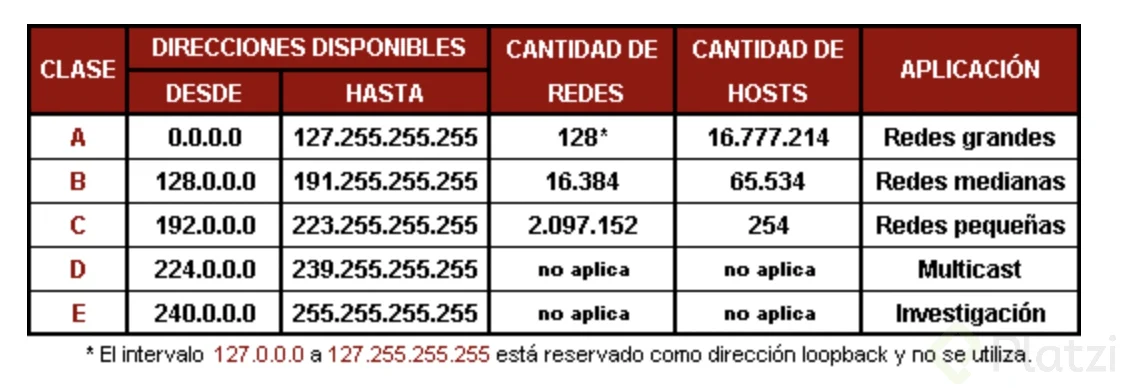 CLASE DIRECCIONES DISPONIBLES CANTIDAD DE REDES CANTIDAD DE HOSTS APLICACIÓN
DESDE HASTA
A 0.0.0.0 127.255.255.255 128* 16.777.214 Redes grandes
B 128.0.0.0 191.255.255.255 16.384 65.534 Redes medianas
C 192.0.0.0 223.255.255.255 2.097.152 254 Redes pequeñas
D 224.0.0.0 239.255.255.255 no aplica no aplica Multicast
E 240.0.0.0 255.255.255.255 no aplica no aplica Investigación
* El intervalo 127.0.0.0 a 127.255.255.255 está reservado como dirección loopback y no se utiliza.
Platzi